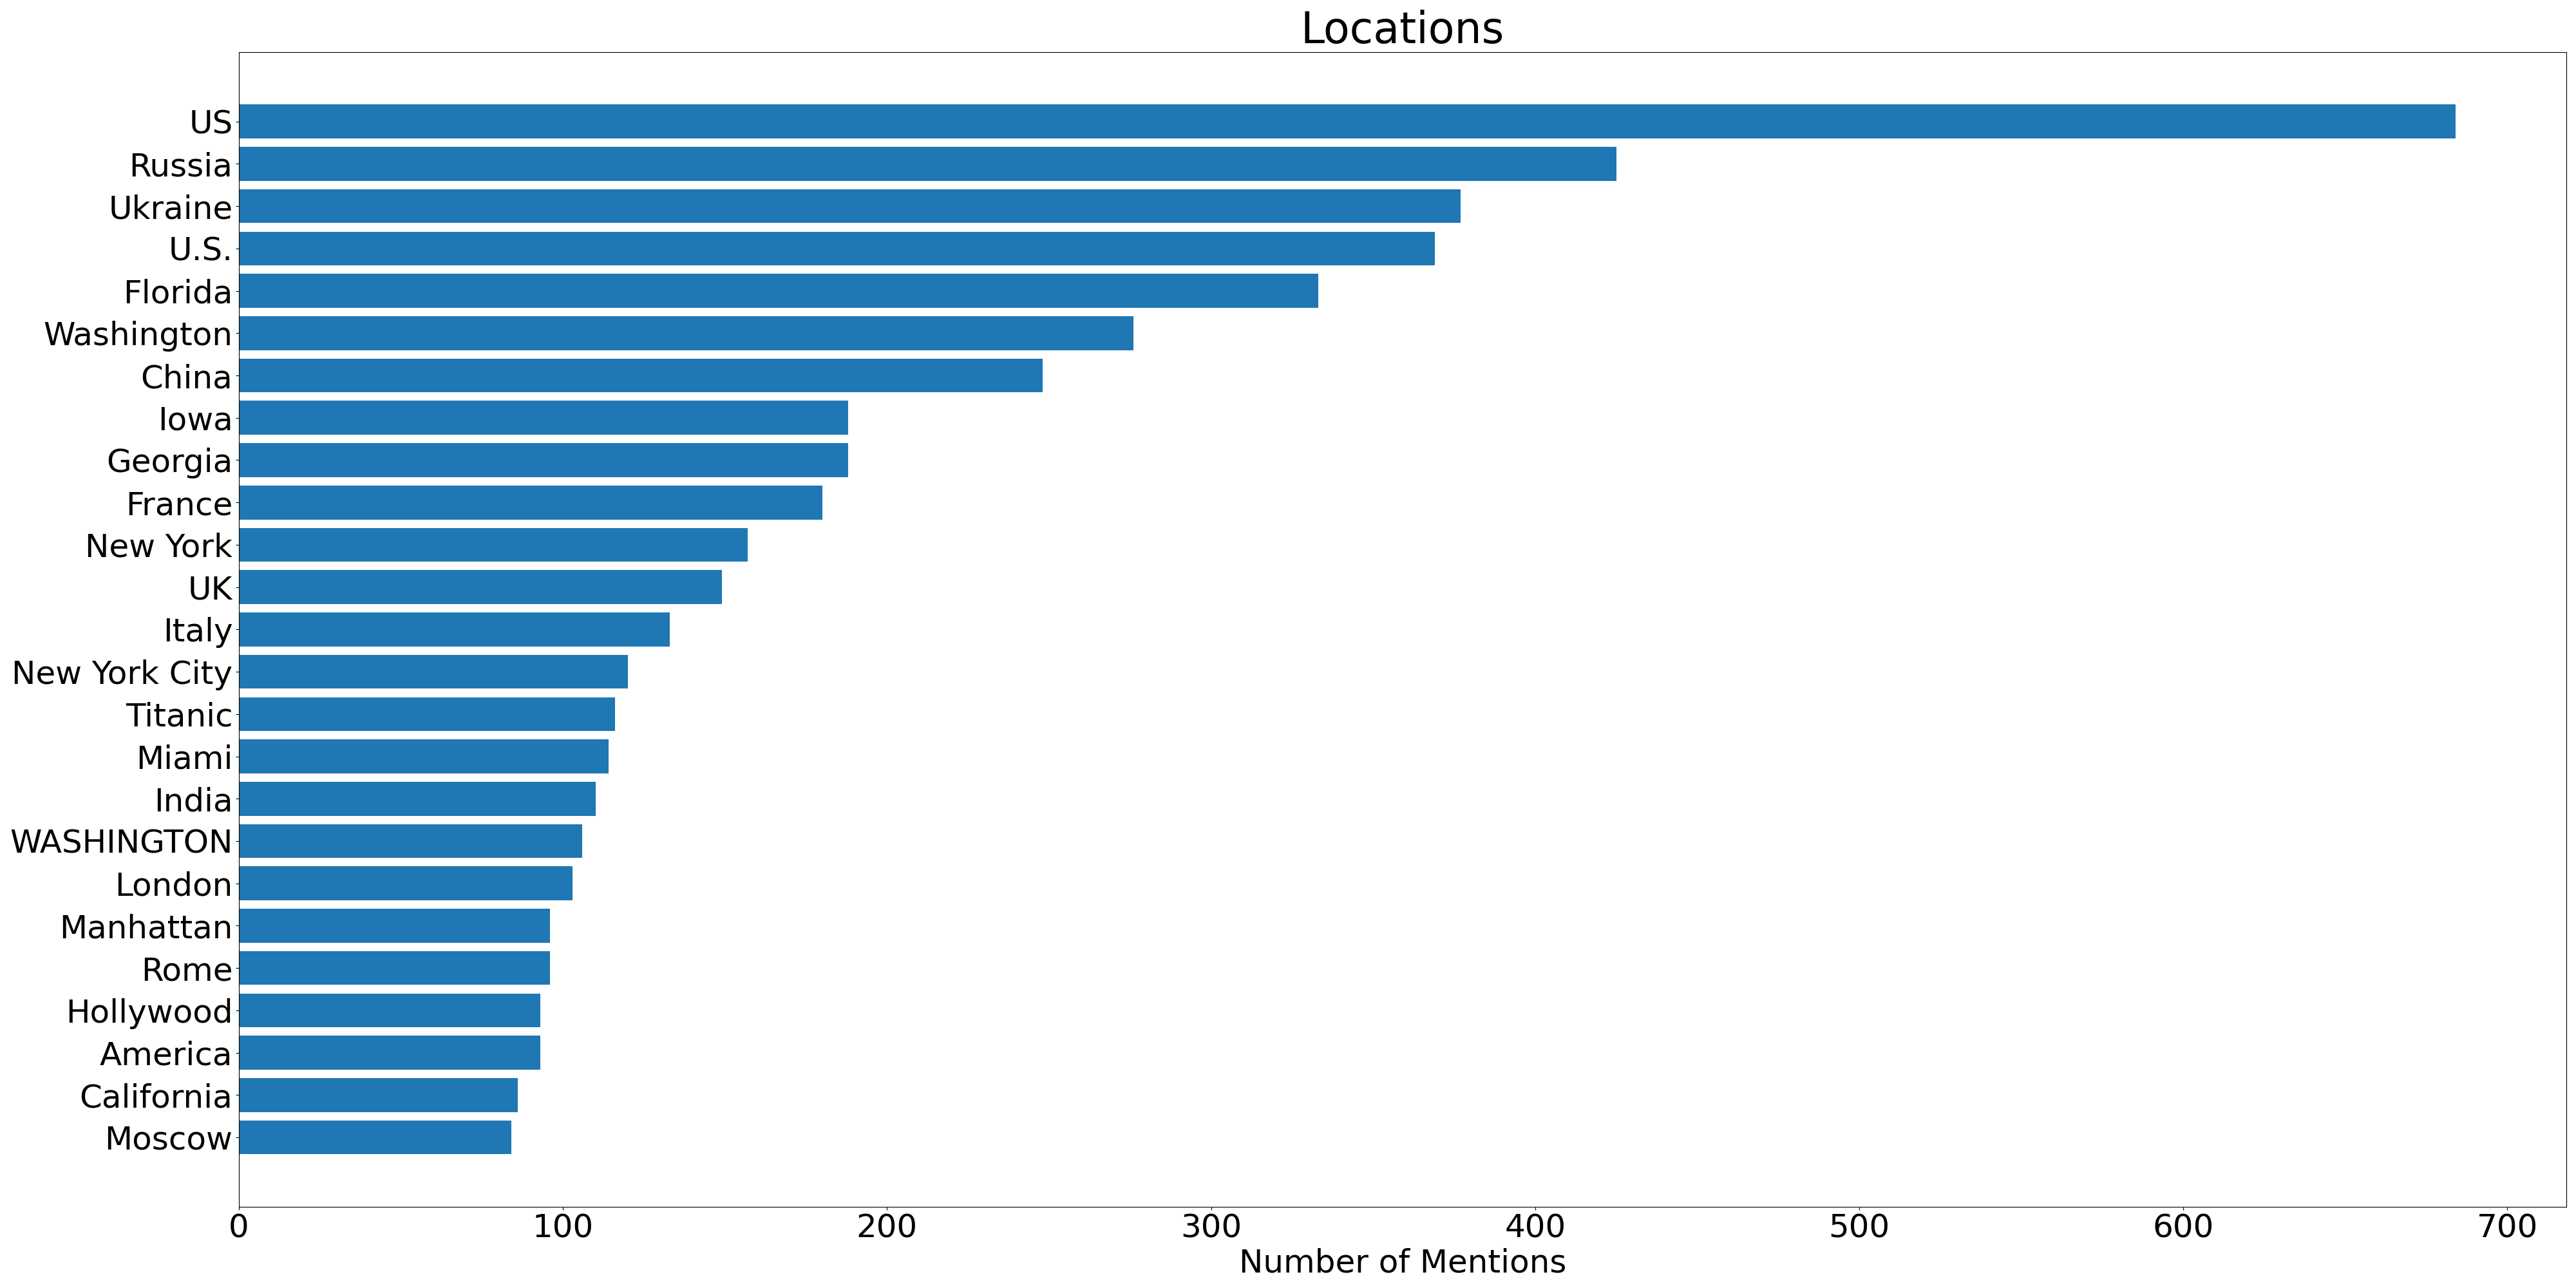 Locations
US
Russia
Ukraine
U.S.
Florida
Washington
China
Iowa
Georgia
France
New York
UK
Italy
New York City
Titanic
Miami
India
WASHINGTON
London
Manhattan
Rome
Hollywood
America
California
Moscow
0 100 200 300 400 500 600 700
Number of Mentions